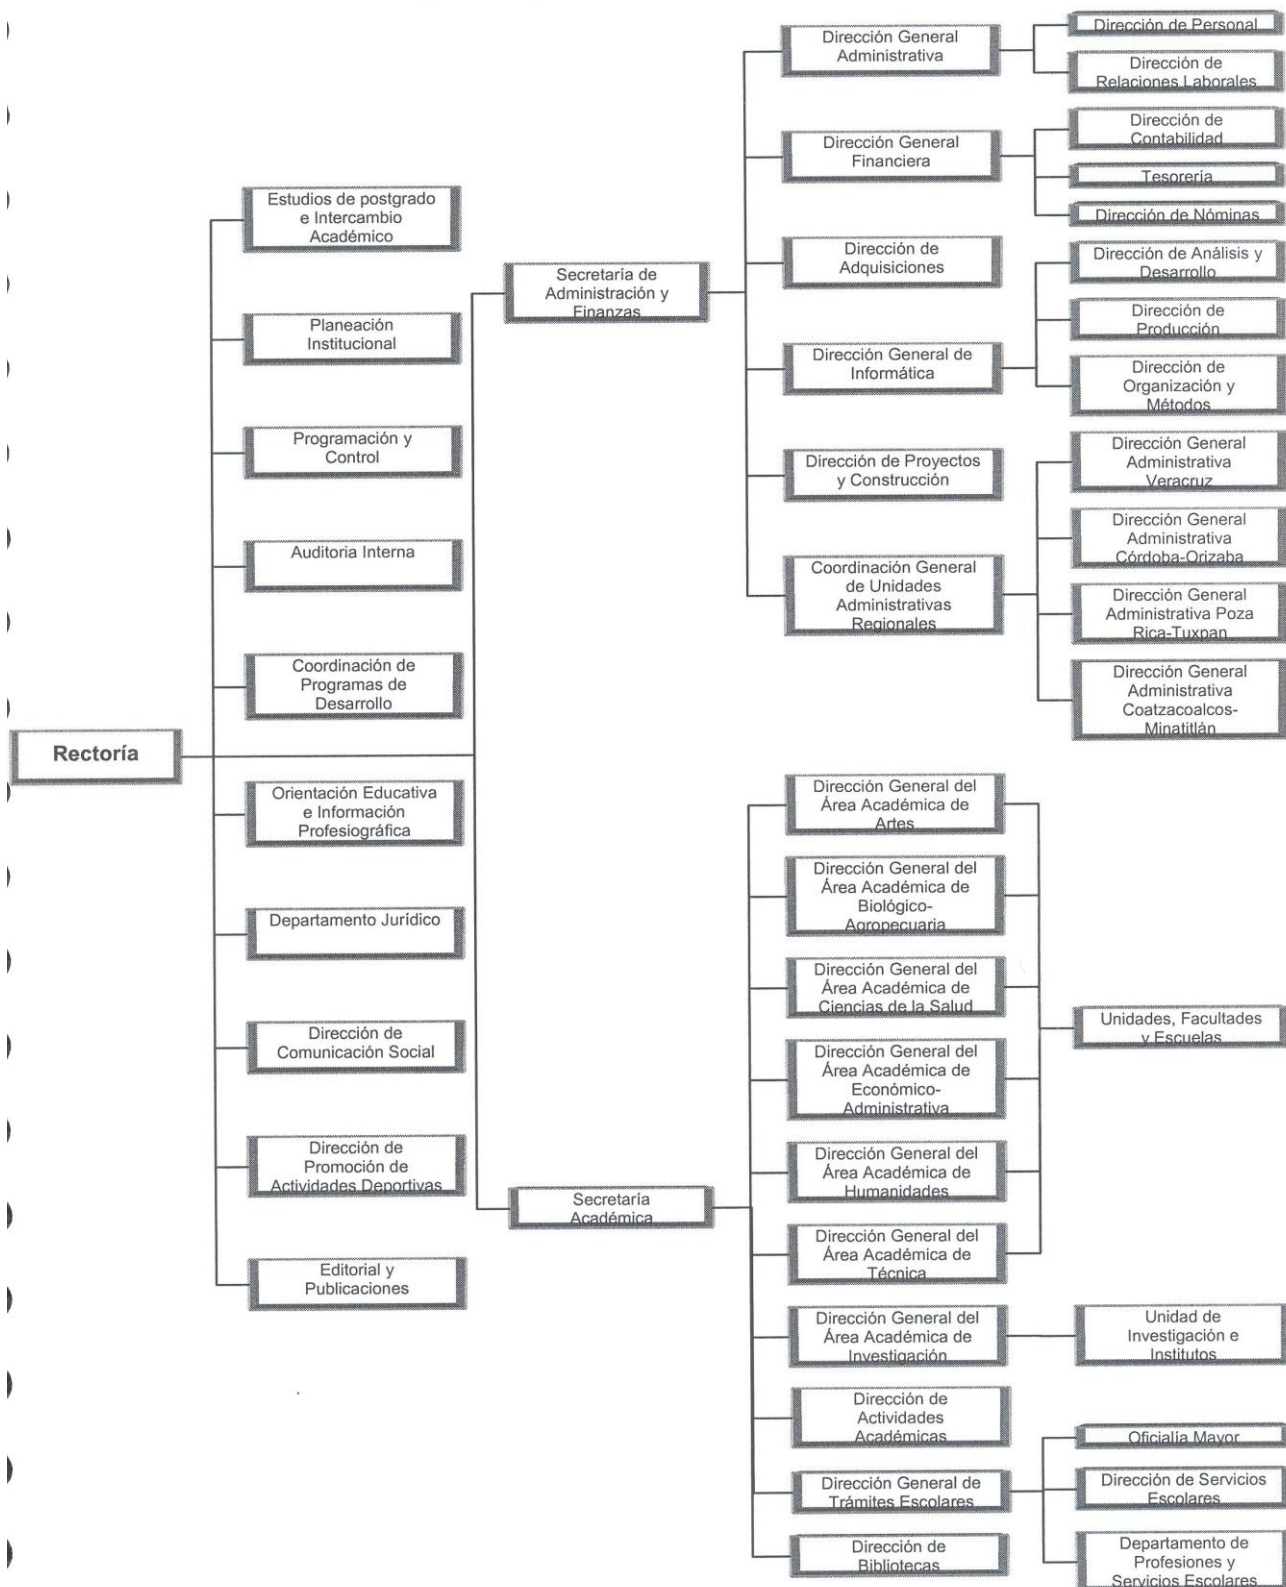 Rectoría
Estudios de postgrado
e Intercambio
Académico
Planeación
Institucional
Programación y
Control
Auditoria Interna
Coordinación de
Programas de
Desarrollo
Orientación Educativa
e Información
Profesiográfica
Departamento Jurídico
Dirección de
Comunicación Social
Dirección de
Promoción de
Actividades Deportivas
Editorial y
Publicaciones
Secretaría de
Administración y
Finanzas
Dirección General
Administrativa
Dirección de Personal
Dirección de
Relaciones Laborales
Dirección General
Financiera
Dirección de
Contabilidad
Tesorería
Dirección de Nóminas
Dirección de
Adquisiciones
Dirección General de
Informática
Dirección de Análisis y
Desarrollo
Dirección de
Producción
Dirección de
Organización y
Métodos
Dirección de Proyectos
y Construcción
Coordinación General
de Unidades
Administrativas
Regionales
Dirección General
Administrativa
Veracruz
Dirección General
Administrativa
Córdoba-Orizaba
Dirección General
Administrativa Poza
Rica-Tuxpan
Dirección General
Administrativa
Coatzacoalcos-
Minatitlán
Secretaría
Académica
Dirección General del
Área Académica de
Artes
Dirección General del
Área Académica de
Biológico-
Agropecuaria
Dirección General del
Área Académica de
Ciencias de la Salud
Dirección General del
Área Académica de
Económico-
Administrativa
Dirección General del
Área Académica de
Humanidades
Dirección General del
Área Académica de
Técnica
Unidades, Facultades
y Escuelas
Dirección General del
Área Académica de
Investigación
Unidad de
Investigación e
Institutos
Dirección de
Actividades
Académicas
Dirección General de
Trámites Escolares
Oficialía Mayor
Dirección de Servicios
Escolares
Departamento de
Profesiones y
Servicios Escolares
Dirección de
Bibliotecas